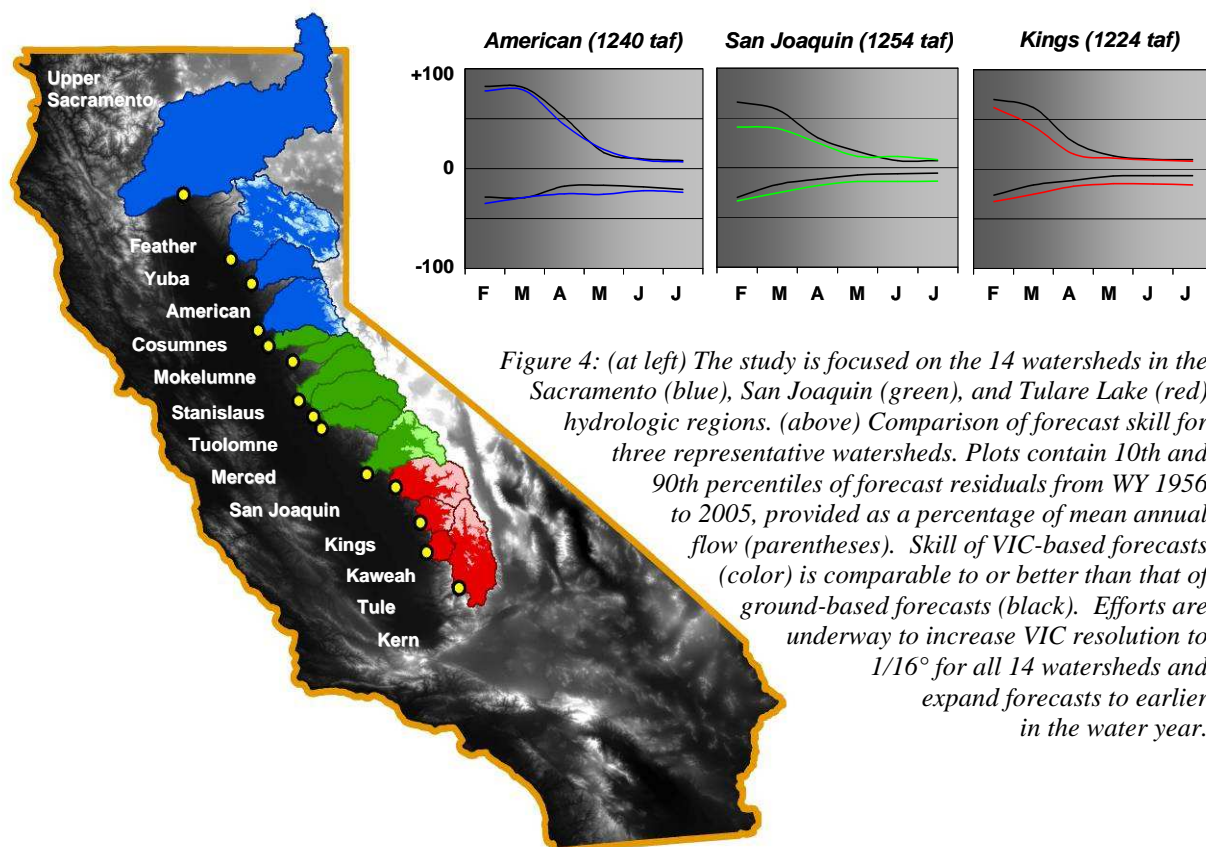 American (1240 taf)
San Joaquin (1254 taf)
Kings (1224 taf)
+100
0
-100
F M A M J J
F M A M J J
F M A M J J
Upper
Sacramento
Feather
Yuba
American
Cosumnes
Mokelumne
Stanislaus
Tuolomne
Merced
San Joaquin
Kings
Kaweah
Tule
Kern
Figure 4: (at left) The study is focused on the 14 watersheds in the
Sacramento (blue), San Joaquin (green), and Tulare Lake (red)
hydrologic regions. (above) Comparison of forecast skill for
three representative watersheds. Plots contain 10th and
90th percentiles of forecast residuals from WY 1956
to 2005, provided as a percentage of mean annual
flow (parentheses). Skill of VIC-based forecasts
(color) is comparable to or better than that of
ground-based forecasts (black). Efforts are
underway to increase VIC resolution to
1/16° for all 14 watersheds and
expand forecasts to earlier
in the water year.